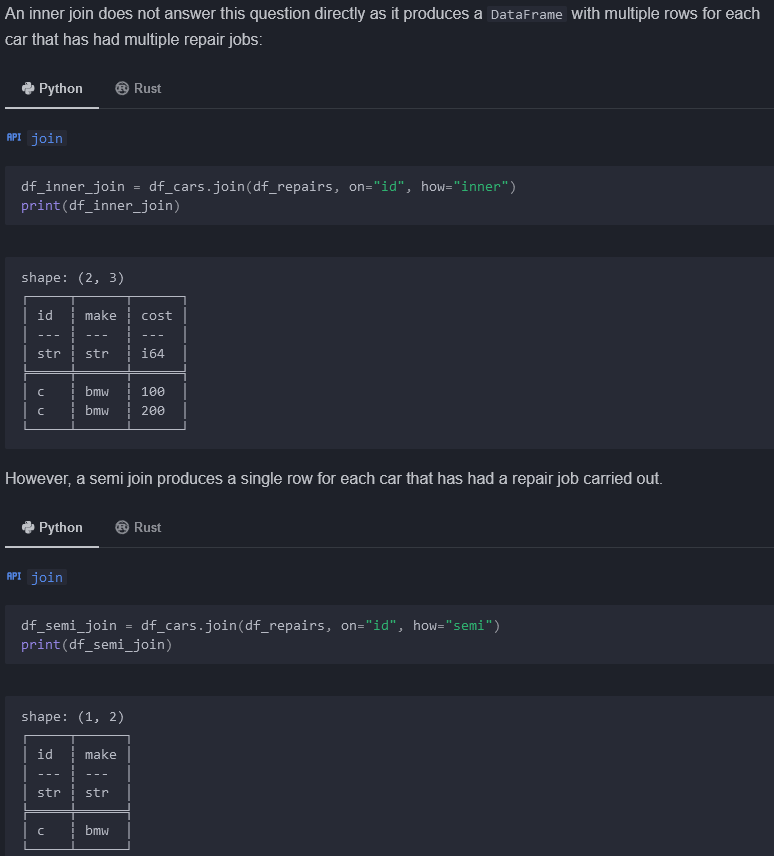 An inner join does not answer this question directly as it produces a DataFrame with multiple rows for each
car that has had multiple repair jobs:
Python Rust
API join
df_inner_join = df_cars.join(df_repairs, on="id", how="inner")
print(df_inner_join)
shape: (2, 3)
┌─────┬──────┬──────┐
│ id  ┆ make ┆ cost │
│ --- ┆ ---  ┆ ---  │
│ str ┆ str  ┆ i64  │
╞═════╪══════╪══════╡
│ c   ┆ bmw  ┆ 100  │
│ c   ┆ bmw  ┆ 200  │
└─────┴──────┴──────┘
However, a semi join produces a single row for each car that has had a repair job carried out.
Python Rust
API join
df_semi_join = df_cars.join(df_repairs, on="id", how="semi")
print(df_semi_join)
shape: (1, 2)
┌─────┬──────┐
│ id  ┆ make │
│ --- ┆ ---  │
│ str ┆ str  │
╞═════╪══════╡
│ c   ┆ bmw  │
└─────┴──────┘